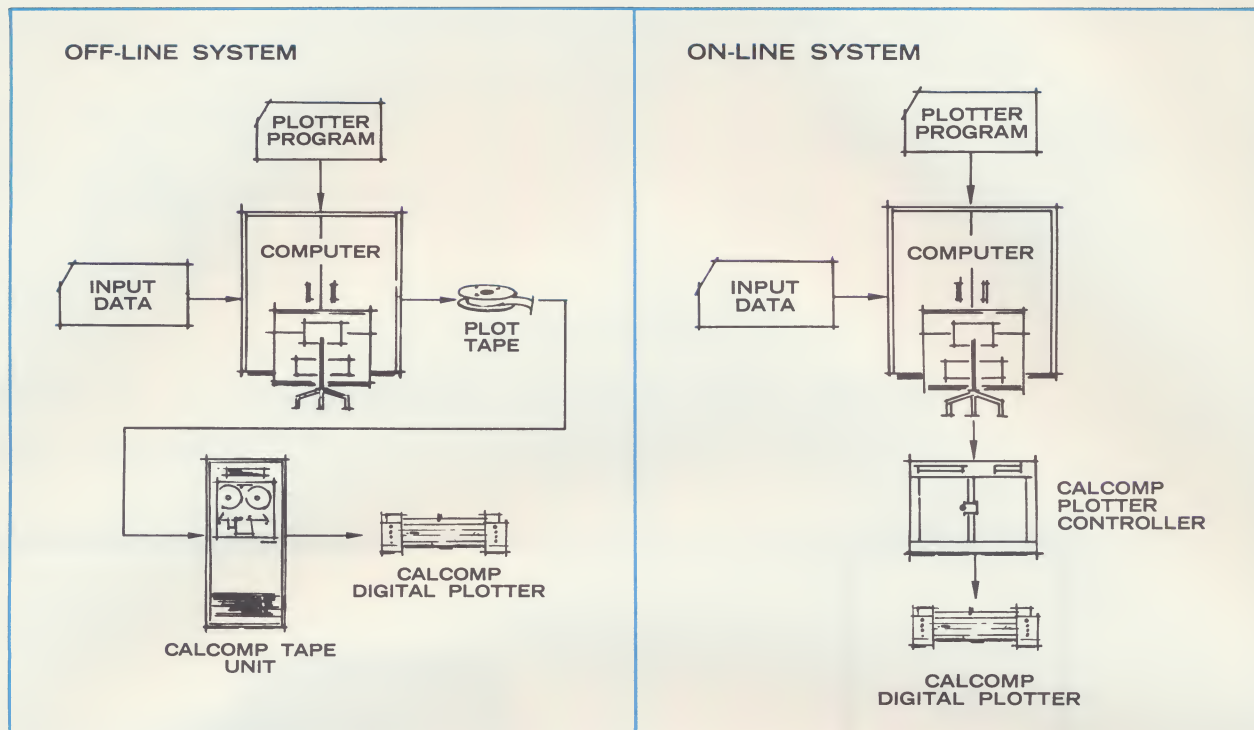 OFF-LINE SYSTEM
PLOTTER
PROGRAM
COMPUTER
INPUT
DATA
PLOT
TAPE
CALCOMP TAPE
UNIT
CALCOMP
DIGITAL PLOTTER
ON-LINE SYSTEM
PLOTTER
PROGRAM
COMPUTER
INPUT
DATA
CALCOMP
PLOTTER
CONTROLLER
CALCOMP
DIGITAL PLOTTER